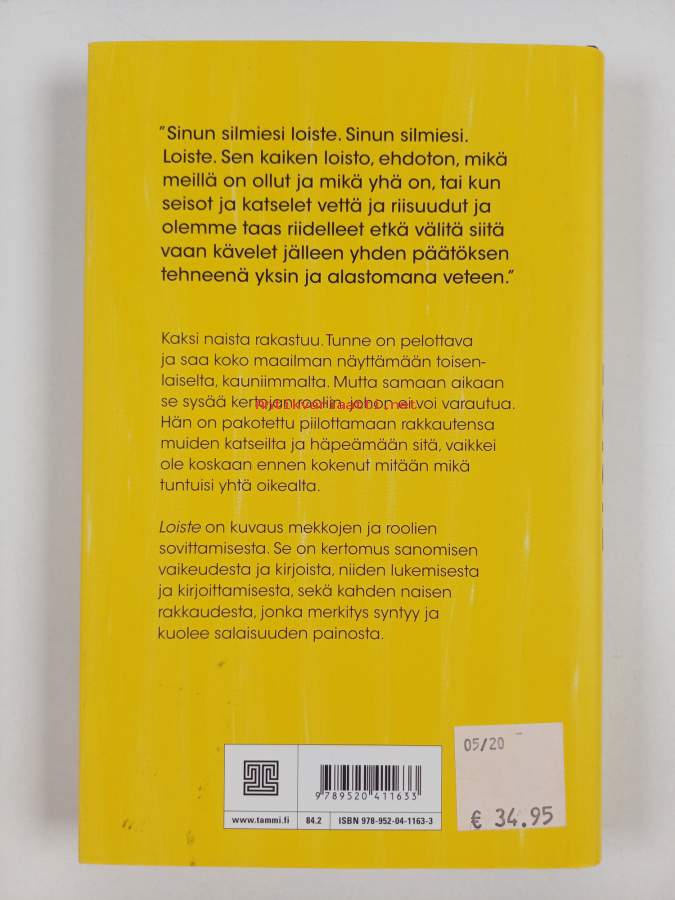 "Sinun silmiesi loiste. Sinun silmiesi.
Loiste. Sen kaiken loisto, ehdoton, mikä
meillä on ollut ja mikä yhä on, tai kun
seisot ja katselet vettä ja riisuudut ja
olemme taas riidelleet etkä välitä siitä
vaan kävelet jälleen yhden päätöksen
tehneenä yksin ja alastomana veteen."
Kaksi naista rakastuu. Tunne on pelottava
ja saa koko maailman näyttämään toisen-
laiselta, kauniimmalta. Mutta samaan aikaan
se sysää kertojan rooliin, johon ei voi varautua.
Antikvariaatti.net
Hän on pakotettu piilottamaan rakkautensa
muiden katseilta ja häpeämään sitä, vaikkei
ole koskaan ennen kokenut mitään mikä
tuntuisi yhtä oikealta.
Loiste on kuvaus mekkojen ja roolien
sovittamisesta. Se on kertomus sanomisen
vaikeudesta ja kirjoista, niiden lukemisesta
ja kirjoittamisesta, sekä kahden naisen
rakkaudesta, jonka merkitys syntyy ja
kuolee salaisuuden painosta.
05/20
€ 34.95
9 789520 411633
www.tammi.fi 84.2 ISBN 978-952-04-1163-3